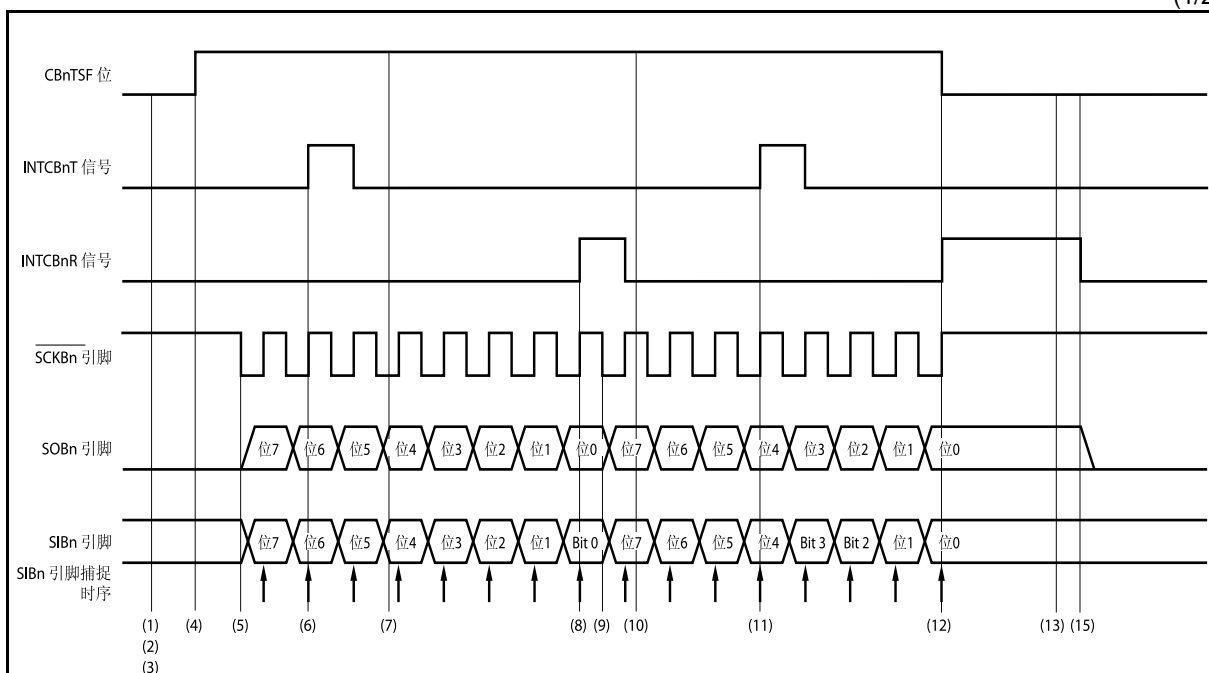 (1/2
CBnTSF 位
INTCBnT 信号
INTCBnR 信号
SCKBn 引脚
SOBn 引脚
位7 位6 位5 位4 位3 位2 位1 位0 位7 位6 位5 位4 位3 位2 位1 位0
SIBn 引脚
位7 位6 位5 位4 位3 位2 位1 Bit 0 位7 位6 位5 位4 Bit 3 Bit 2 位1 位0
SIBn 引脚捕捉
时序
(1) (4) (5) (6) (7) (8) (9) (10) (11) (12) (13) (15)
(2)
(3)